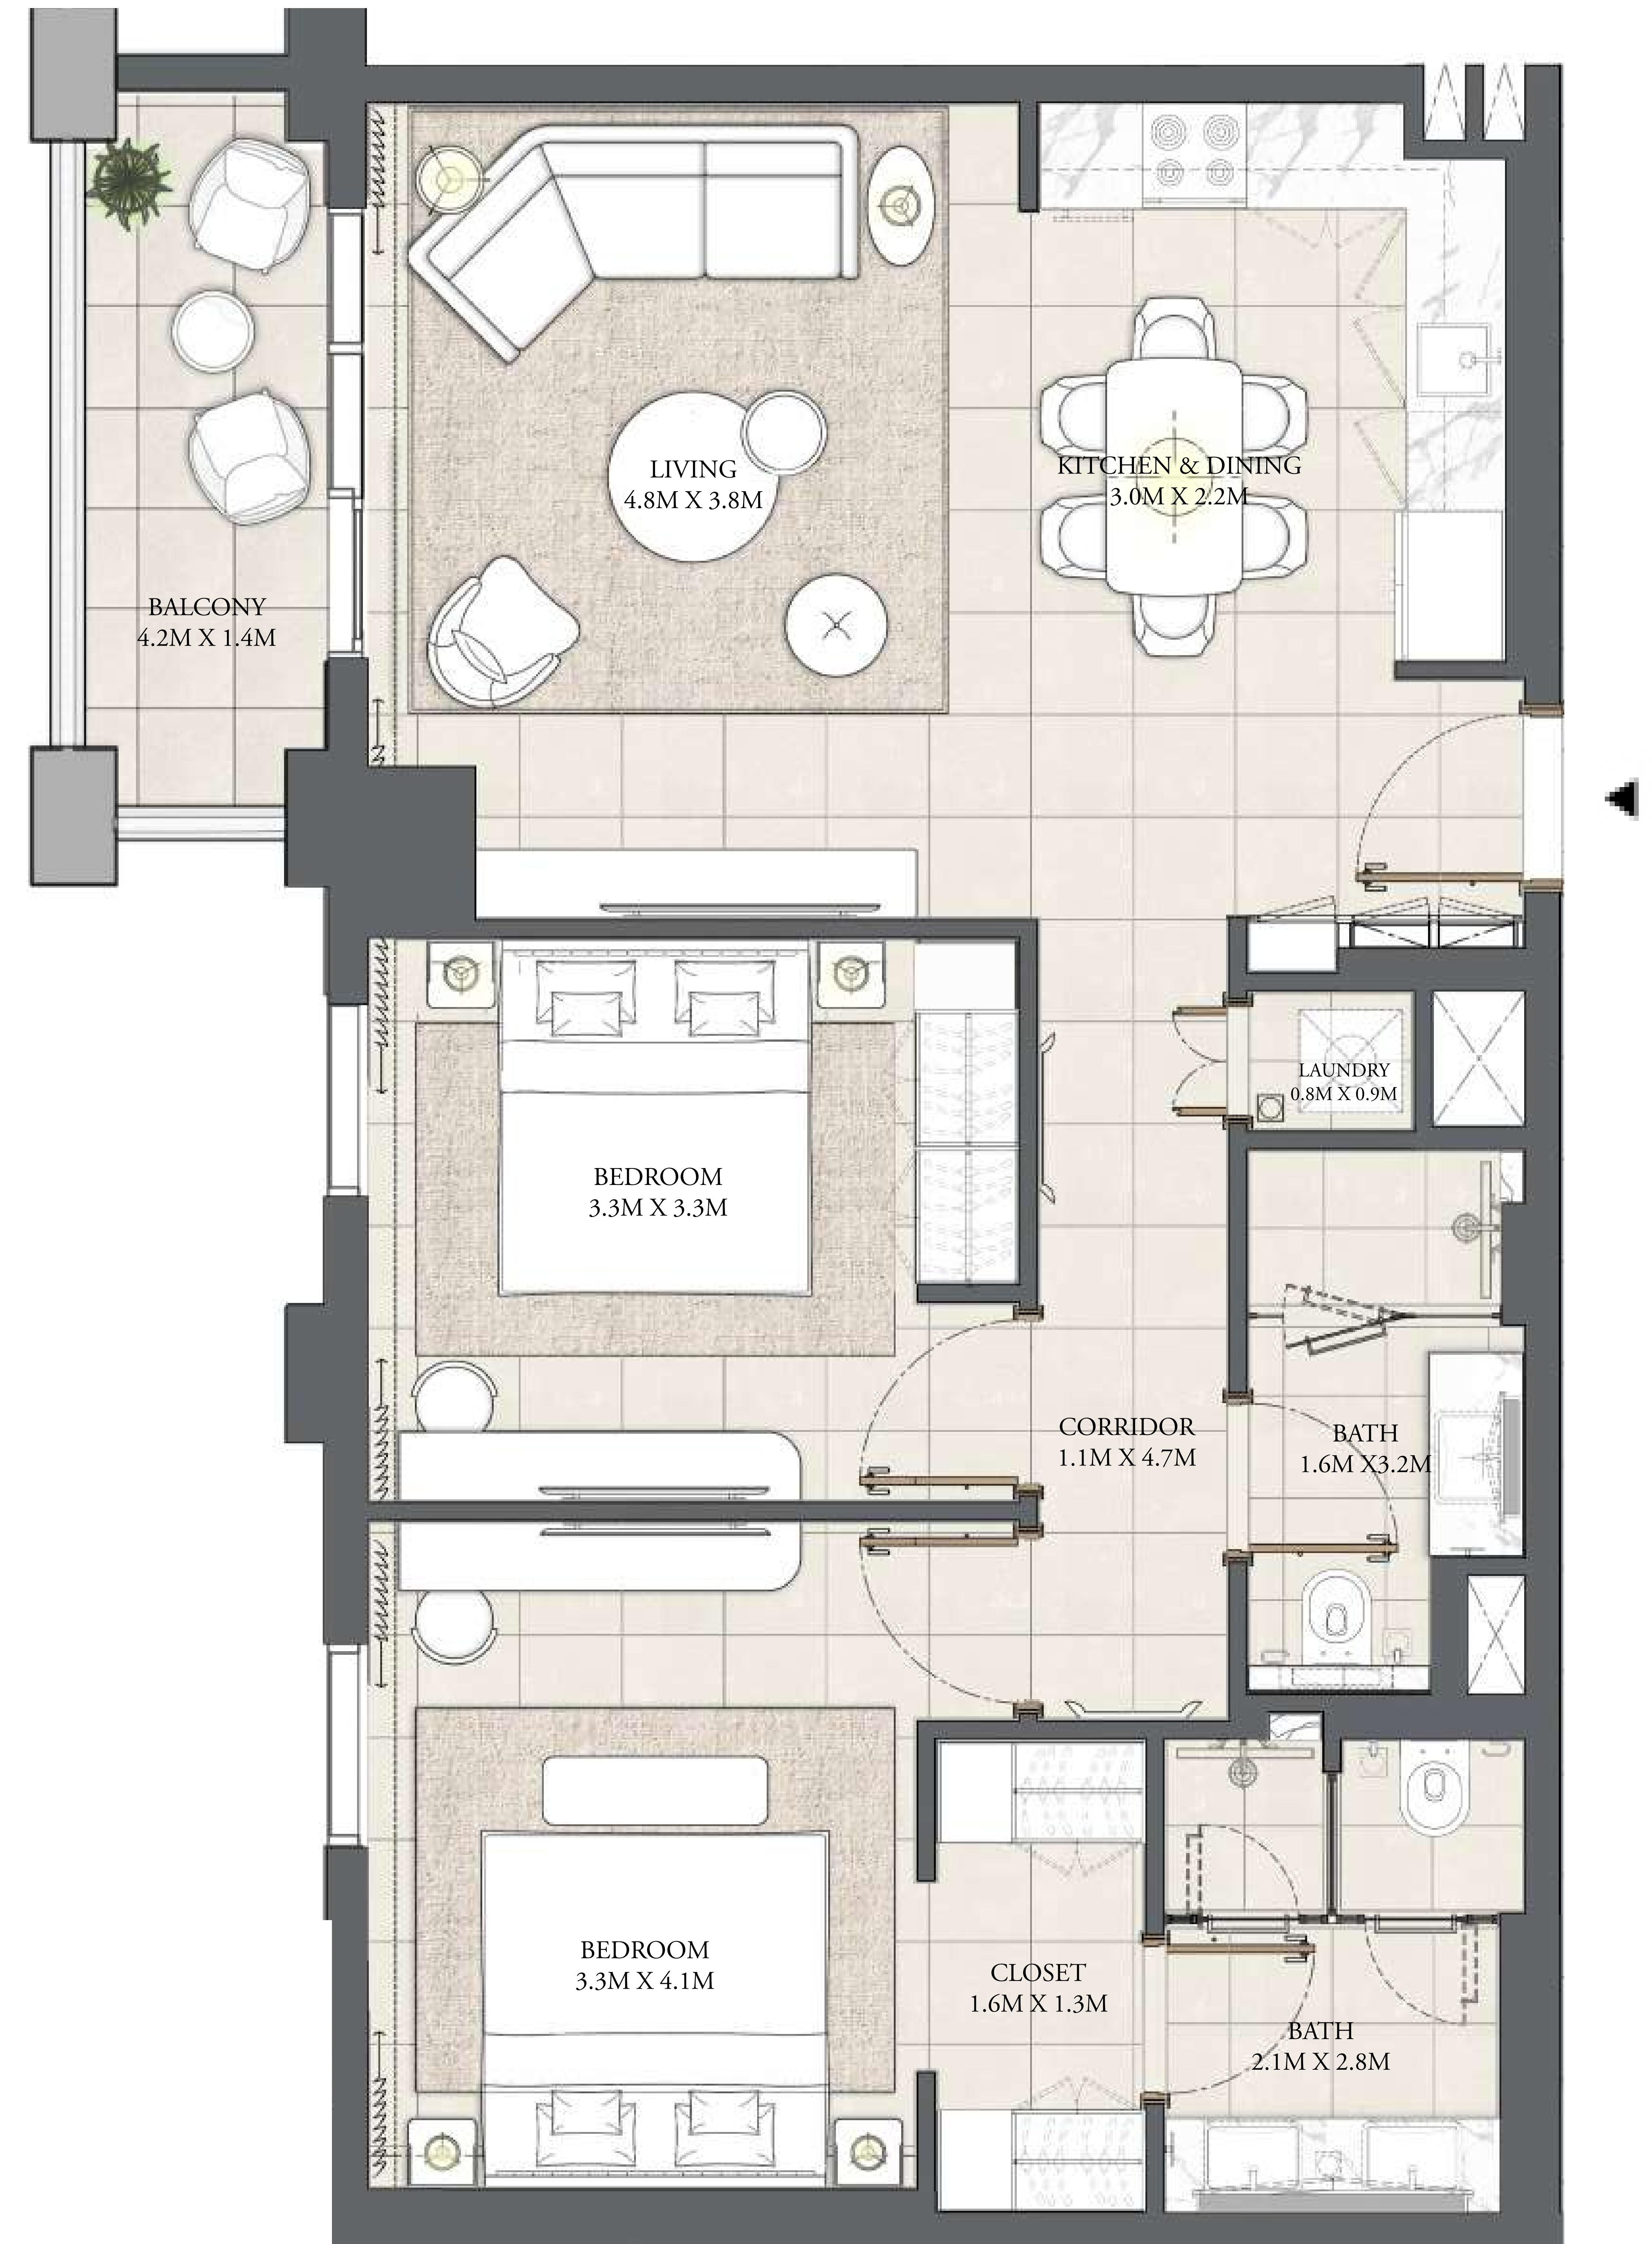 LIVING
4.8M X 3.8M
KITCHEN & DINING
3.0M X 2.2M
BALCONY
4.2M X 1.4M
LAUNDRY
0.8M X 0.9M
BEDROOM
3.3M X 3.3M
CORRIDOR
1.1M X 4.7M
BATH
1.6M X3.2M
BEDROOM
3.3M X 4.1M
CLOSET
1.6M X 1.3M
BATH
2.1M X 2.8M